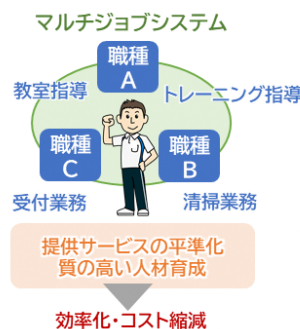 マルチジョブシステム
職種
A
教室指導
トレーニング指導
職種
C
職種
B
受付業務
清掃業務
提供サービスの平準化
質の高い人材育成
効率化・コスト縮減